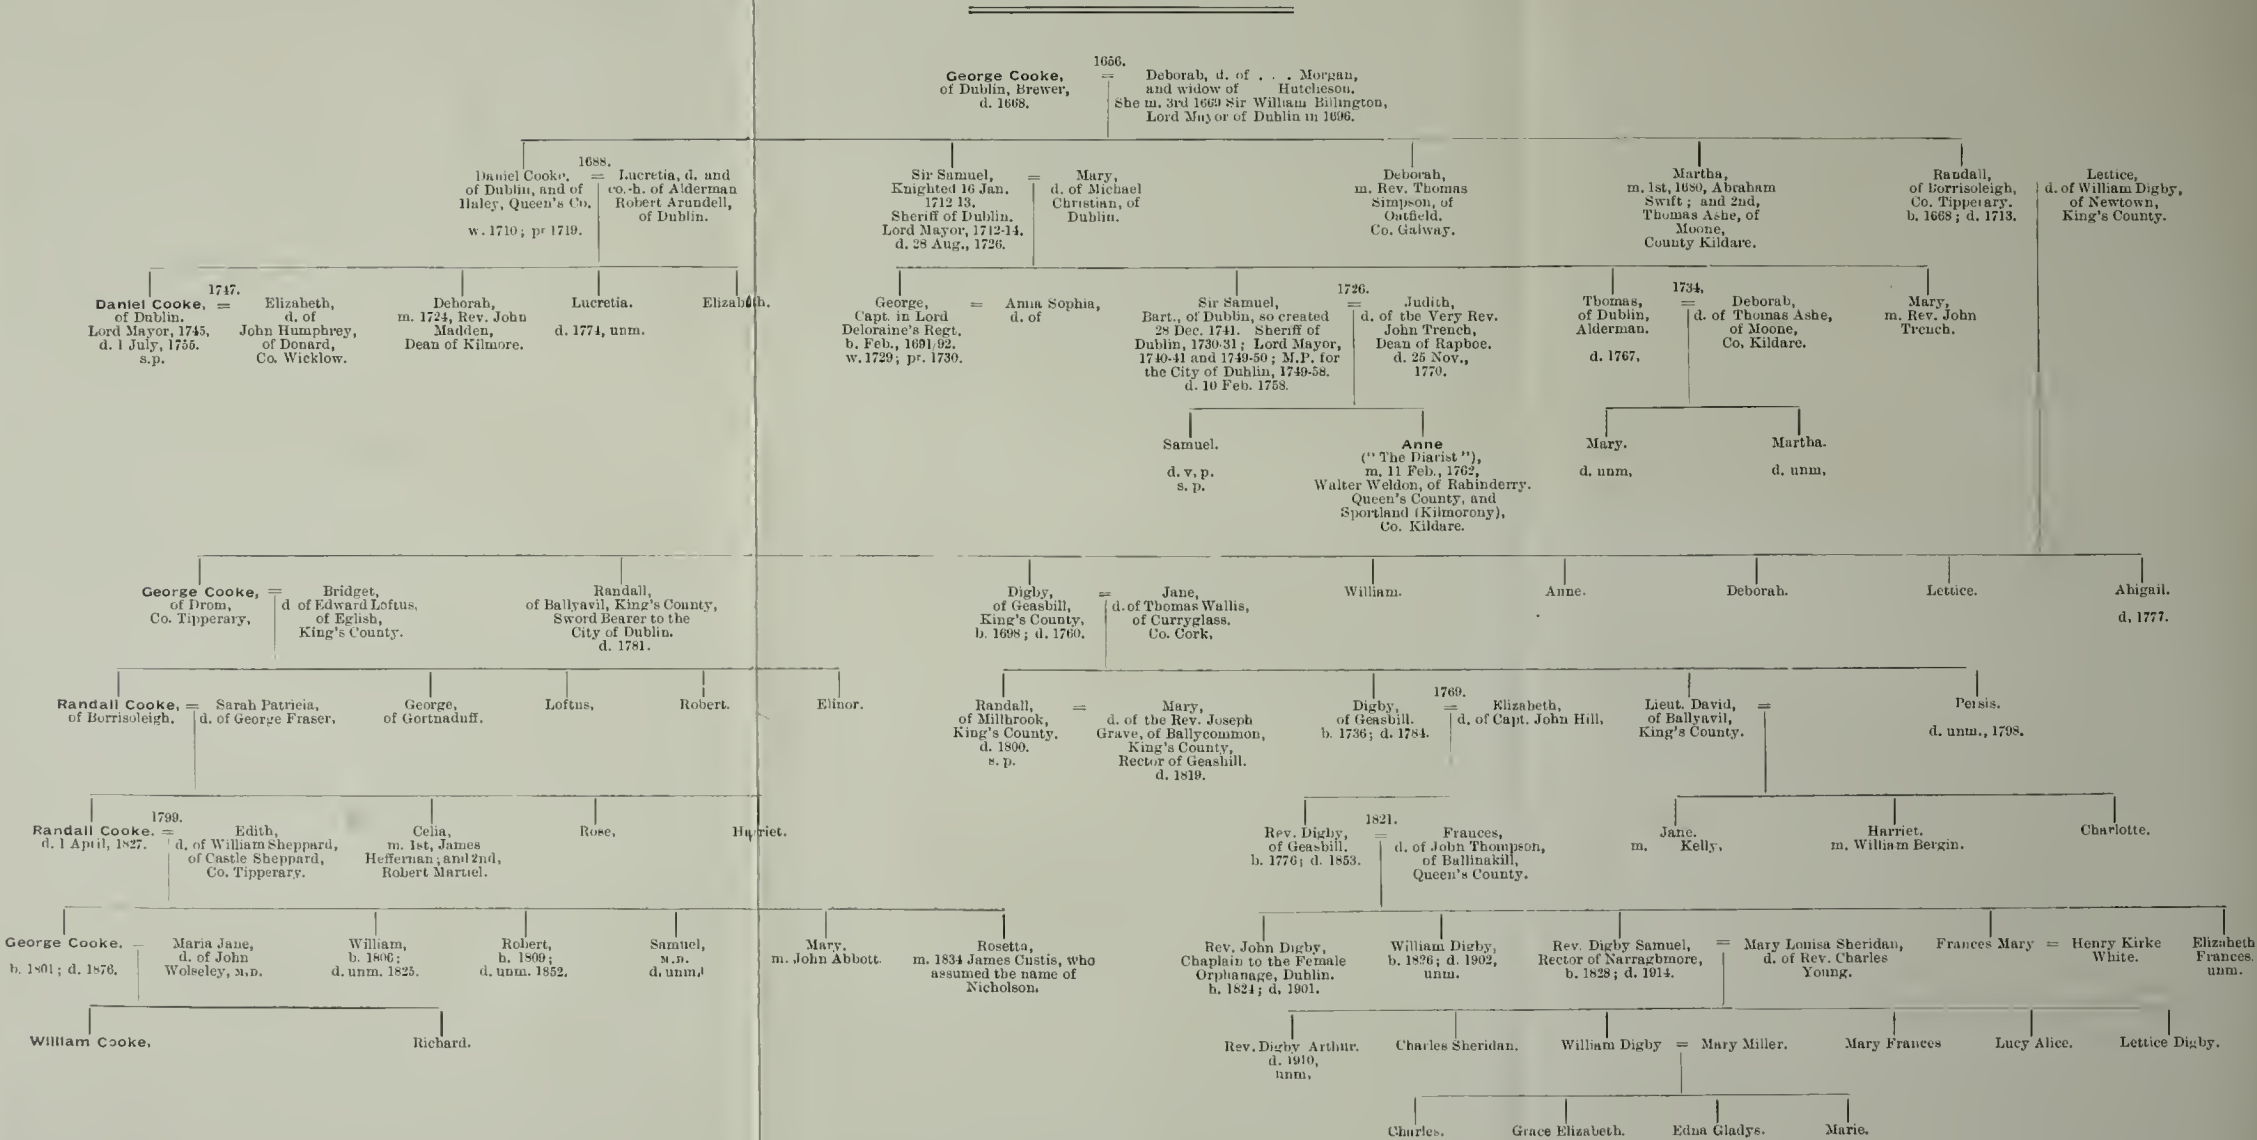 1656.
George Cooke,
of Dublin, Brewer,
d. 1668.
=
Deborah, d. of . . . Morgan,
and widow of Hutcheson.
She m. 3rd 1669 Sir William Billington,
Lord Mayor of Dublin in 1696.
1688.
Daniel Cooke,
of Dublin, and of
Queen's Co.
w. 1710; pr 1719.
=
Lucretia, d. and
co.-h. of Alderman
Robert Arundell,
of Dublin.
Sir Samuel,
Knighted 16 Jan.
1712 13.
Sheriff of Dublin.
Lord Mayor, 1712-14.
d. 28 Aug., 1726.
=
Mary,
d. of Michael
Christian, of
Dublin.
Deborah,
m. Rev. Thomas
Simpson, of
Oatfield.
Co. Galway.
Martha,
m. 1st, 1680, Abraham
Swift; and 2nd,
Thomas Ashe, of
Moone,
County Kildare.
Randall,
of Borrisoleigh,
Co. Tipperary.
b. 1668; d. 1713.
Lettice,
d. of William Digby,
of Newtown,
King's County.
1747.
Daniel Cooke,
of Dublin.
Lord Mayor, 1745,
d. 1 July, 1755.
s.p.
=
Elizabeth,
d. of
John Humphrey,
of Donard,
Co. Wicklow.
Deborah,
m. 1724, Rev. John
Madden,
Dean of Kilmore.
Lucretia.
d. 1774, unm.
Elizabeth.
George,
Capt. in Lord
Deloraine's Regt.
b. Feb., 1691/92.
w. 1729; pr. 1730.
=
Anna Sophia,
d. of
1726.
Sir Samuel,
Bart., of Dublin, so created
28 Dec. 1741. Sheriff of
Dublin, 1730-31; Lord Mayor,
1740-41 and 1749-50; M.P. for
the City of Dublin, 1749-58.
d. 10 Feb. 1758.
=
Judith,
d. of the Very Rev.
John Trench,
Dean of Raphoe.
d. 25 Nov.,
1770.
1734.
Thomas,
of Dublin,
Alderman.
d. 1767,
=
Deborah,
d. of Thomas Ashe,
of Moone,
Co. Kildare.
Mary,
m. Rev. John
Trench.
Samuel.
d. v. p.
s. p.
Anne
("The Diarist"),
m. 11 Feb., 1762,
Walter Weldon, of Rahinderry.
Queen's County, and
Sportland (Kilmorony),
Co. Kildare.
Mary.
d. unm,
Martha.
d. unm,
George Cooke,
of Drom,
Co. Tipperary,
=
Bridget,
d of Edward Loftus,
of Eglish,
King's County.
Randall,
of Ballyavil, King's County,
Sword Bearer to the
City of Dublin.
d. 1781.
Digby,
of Geashill,
King's County,
b. 1698; d. 1760.
=
Jane,
d. of Thomas Wallis,
of Curryglass.
Co. Cork,
William.
Anne.
Deborah.
Lettice.
Abigail.
d, 1777.
Randall Cooke,
of Borrisoleigh.
=
Sarah Patricia,
d. of George Fraser,
George,
of Gortnaduff.
Loftus,
Robert.
Elinor.
Randall,
of Millbrook,
King's County.
d. 1800.
s. p.
=
Mary,
d. of the Rev. Joseph
Grave, of Ballycommon,
King's County,
Rector of Geashill.
d. 1819.
1769.
Digby,
of Geashill.
b. 1736; d. 1784.
=
Elizabeth,
d. of Capt. John Hill,
Lieut. David,
of Ballyavil,
King's County.
=
Persis.
d. unm., 1798.
1799.
Randall Cooke.
d. 1 April, 1827.
=
Edith,
d. of William Sheppard,
of Castle Sheppard,
Co. Tipperary.
Celia,
m. 1st, James
Heffernan; and 2nd,
Robert Martiel.
Rose,
Harriet.
1821.
Rev. Digby,
of Geashill.
b. 1776; d. 1853.
=
Frances,
d. of John Thompson,
of Ballinakill,
Queen's County.
Jane.
m. Kelly,
Harriet.
m. William Bergin.
Charlotte.
George Cooke.
b. 1801; d. 1876.
=
Maria Jane,
d. of John
Wolseley, M.D.
William,
b. 1806;
d. unm. 1825.
Robert,
b. 1809;
d. unm. 1852.
Samuel,
M.D.
d. unm.
Mary.
m. John Abbott.
Rosetta,
m. 1834 James Custis, who
assumed the name of
Nicholson.
Rev. John Digby,
Chaplain to the Female
Orphanage, Dublin.
b. 1824; d, 1901.
William Digby,
b. 1826; d. 1902,
unm.
Rev. Digby Samuel,
Rector of Narraghmore,
b. 1828; d. 1914.
=
Mary Louisa Sheridan,
d. of Rev. Charles
Young.
Frances Mary = Henry Kirke
White.
Elizabeth
Frances.
unm.
William Cooke,
Richard.
Rev. Digby Arthur.
d. 1910,
unm,
Charles Sheridan.
William Digby = Mary Miller.
Mary Frances
Lucy Alice.
Lettice Digby.
Charles.
Grace Elizabeth.
Edna Gladys.
Marie.